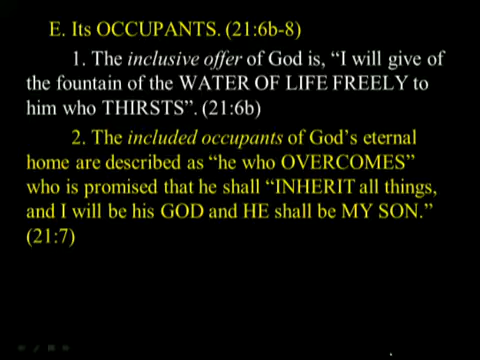 E. Its OCCUPANTS. (21:6b-8)
1. The inclusive offer of God is, “I will give of
the fountain of the WATER OF LIFE FREELY to
him who THIRSTS”. (21:6b)
2. The included occupants of God’s eternal
home are described as “he who OVERCOMES”
who is promised that he shall “INHERIT all things,
and I will be his GOD and HE shall be MY SON.”
(21:7)